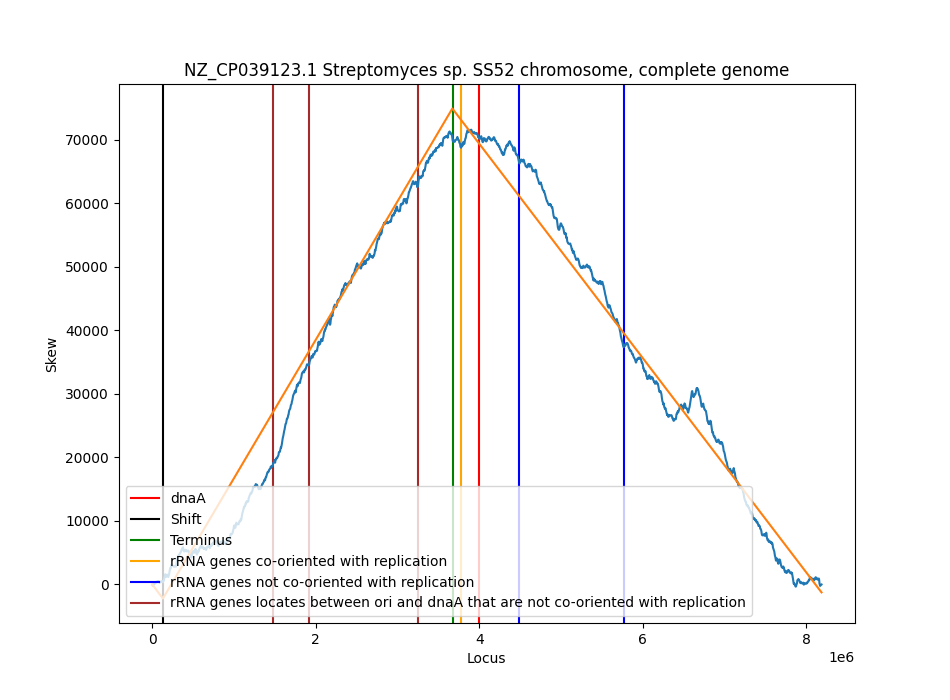 NZ_CP039123.1 Streptomyces sp. SS52 chromosome, complete genome
Skew
70000
60000
50000
40000
30000
20000
10000
0
dnaA
Shift
Terminus
rRNA genes co-oriented with replication
rRNA genes not co-oriented with replication
rRNA genes locates between ori and dnaA that are not co-oriented with replication
0 2 4 6 8
1e6
Locus